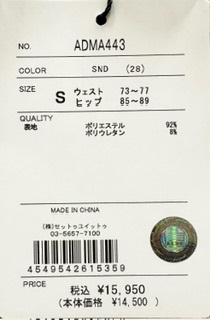 NO. ADMA443
COLOR SND (28)
SIZE S ウェスト 73〜77
ヒップ 85〜89
QUALITY
表地 ポリエステル 92%
ポリウレタン 8%
MADE IN CHINA
(株)ゼットゥユイットゥ
03-5657-7100
4549542615359
PRICE
税込 ¥15,950
(本体価格 ¥14,500)